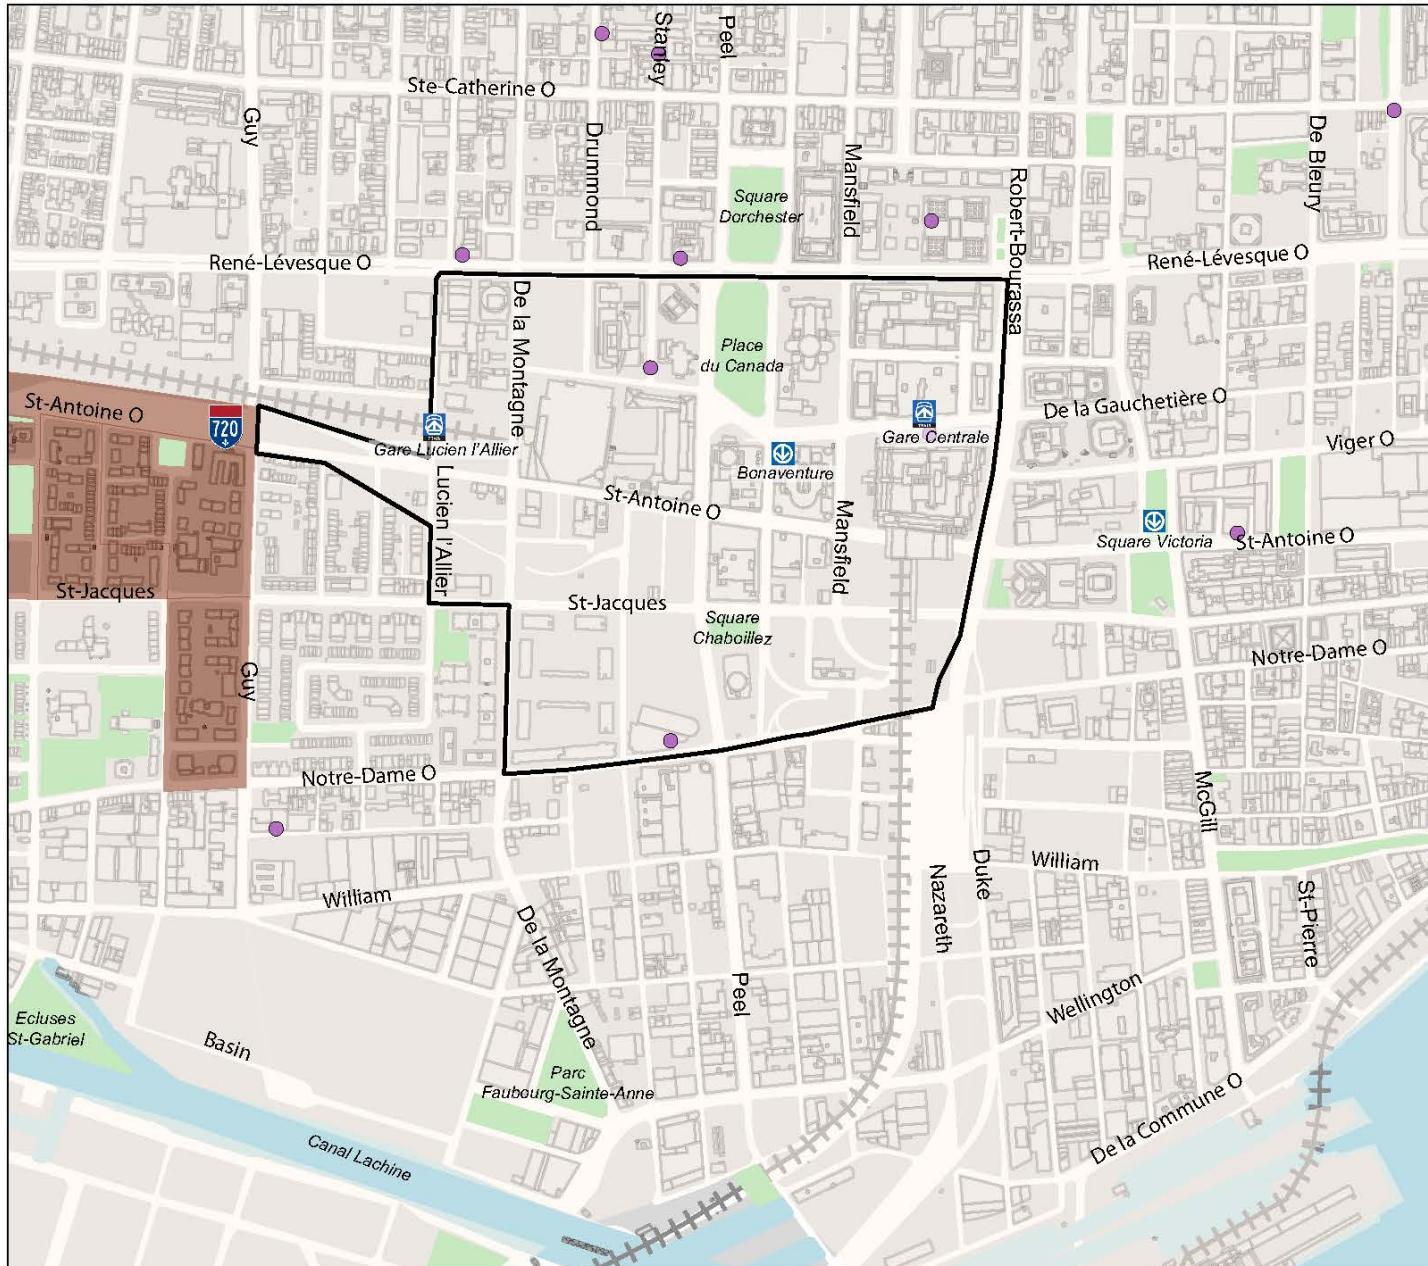 Stanley
Peel
Ste-Catherine O
Guy
Drummond
Mansfield
De Bleury
Square
Dorchester
Robert-Bourassa
René-Lévesque O
René-Lévesque O
De la Montagne
Place
du Canada
St-Antoine O
720
De la Gauchetière O
Gare Lucien l'Allier
Gare Centrale
Viger O
Bonaventure
Lucien l'Allier
St-Antoine O
Mansfield
Square Victoria
St-Antoine O
St-Jacques
St-Jacques
Square
Chaboillez
Notre-Dame O
Guy
Notre-Dame O
McGill
William
Duke
William
Nazareth
St-Pierre
De la Montagne
Peel
Wellington
Ecluses
St-Gabriel
Basin
Parc
Faubourg-Sainte-Anne
De la Commune O
Canal Lachine